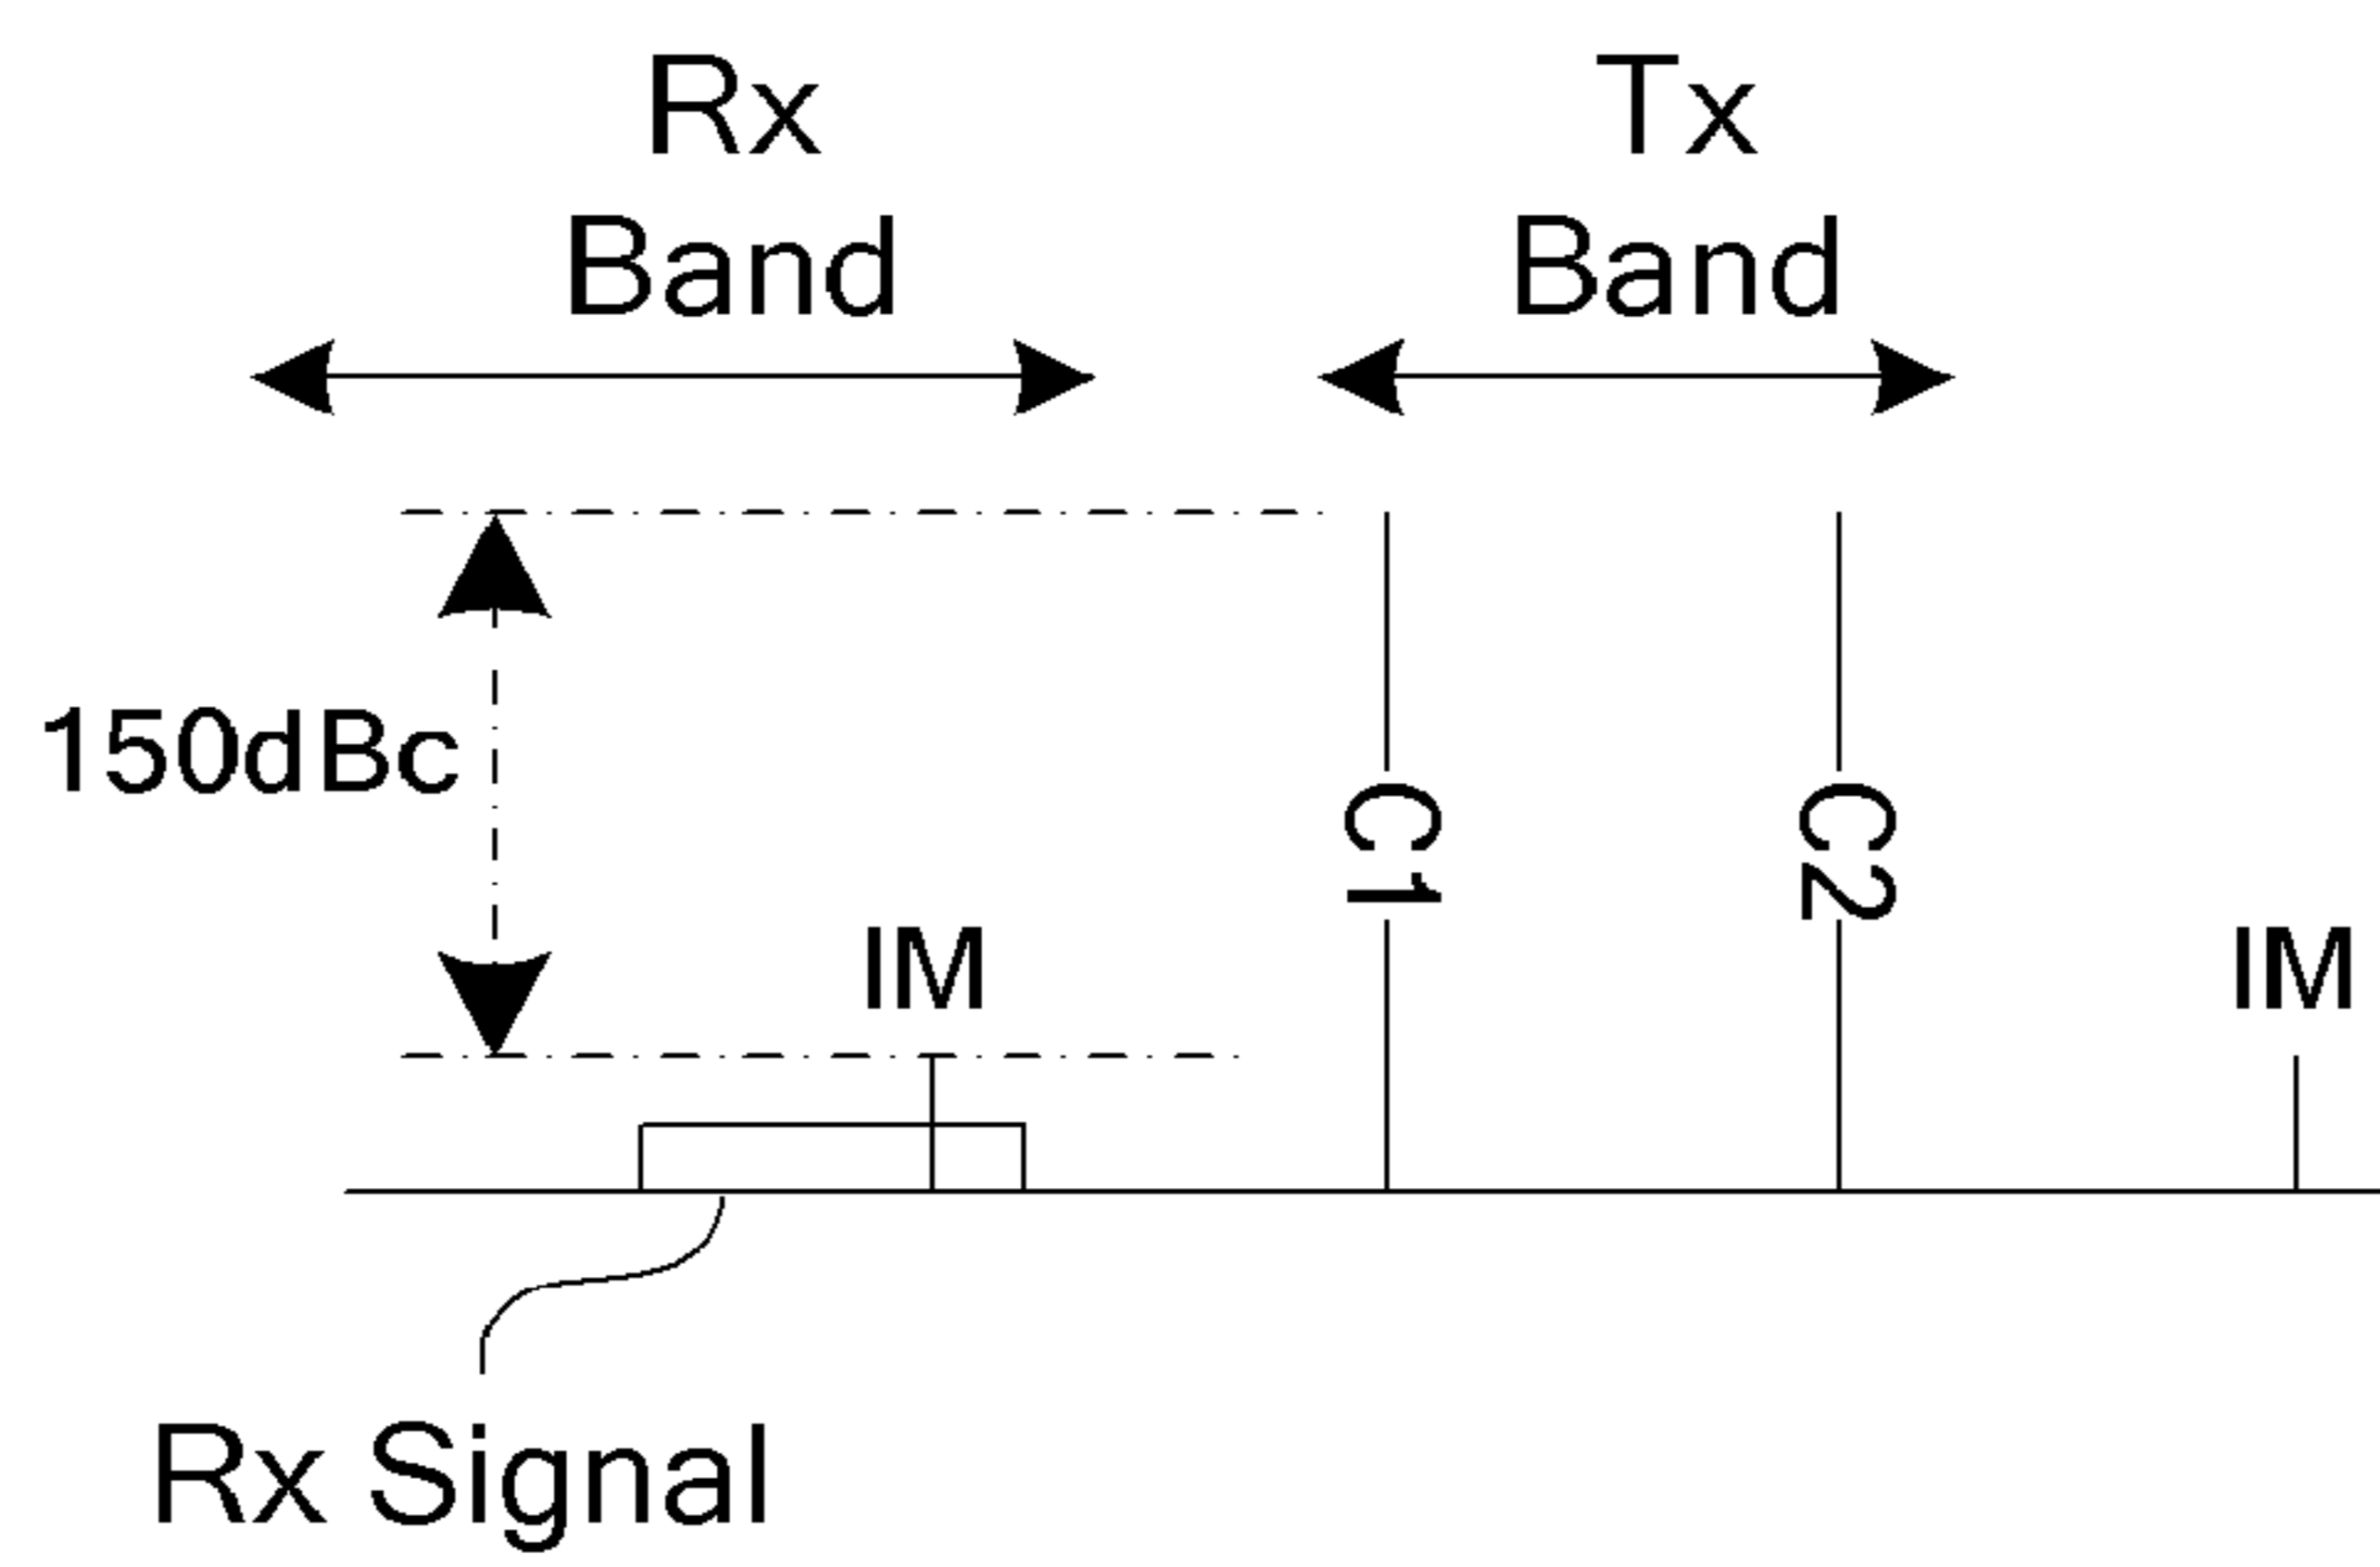 Rx
Band
Tx
Band
150dBc
C1
C2
IM
IM
Rx Signal